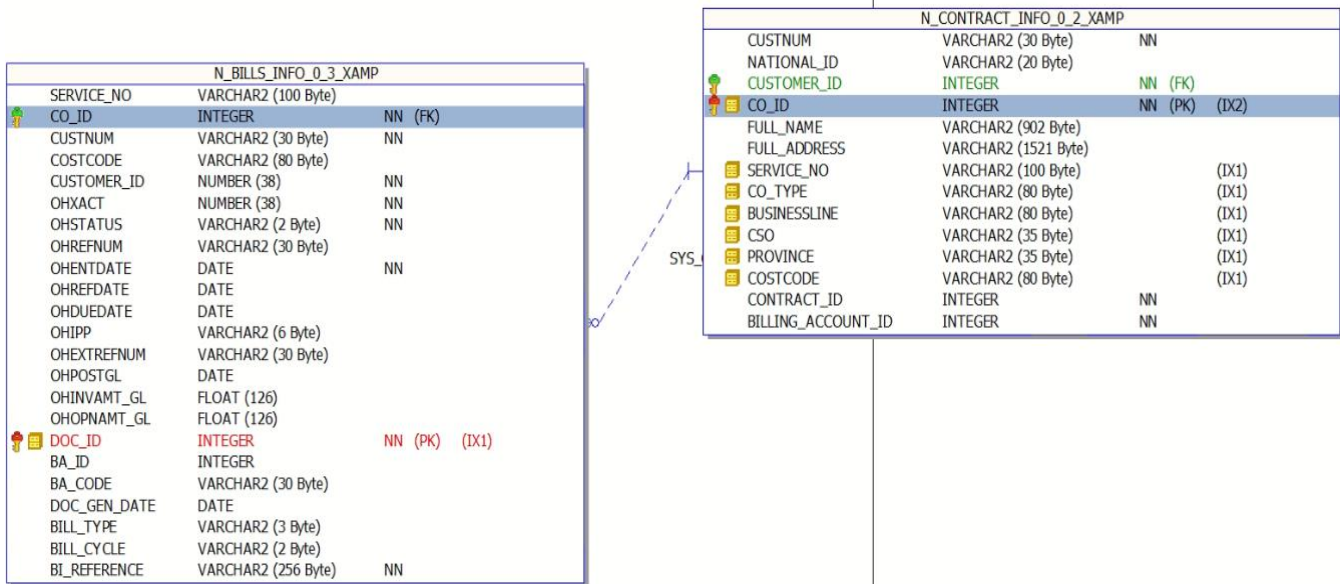 N_BILLS_INFO_0_3_XAMP
SERVICE_NO VARCHAR2 (100 Byte)
CO_ID INTEGER NN (FK)
CUSTNUM VARCHAR2 (30 Byte) NN
COSTCODE VARCHAR2 (80 Byte)
CUSTOMER_ID NUMBER (38) NN
OHXACT NUMBER (38) NN
OHSTATUS VARCHAR2 (2 Byte) NN
OHREFNUM VARCHAR2 (30 Byte)
OHENTDATE DATE NN
OHREFDATE DATE
OHDUEDATE DATE
OHIPP VARCHAR2 (6 Byte)
OHEXTREFNUM VARCHAR2 (30 Byte)
OHPOSTGL DATE
OHINVAMT_GL FLOAT (126)
OHOPNAMT_GL FLOAT (126)
DOC_ID INTEGER NN (PK) (IX1)
BA_ID INTEGER
BA_CODE VARCHAR2 (30 Byte)
DOC_GEN_DATE DATE
BILL_TYPE VARCHAR2 (3 Byte)
BILL_CYCLE VARCHAR2 (2 Byte)
BI_REFERENCE VARCHAR2 (256 Byte) NN
SYS_
N_CONTRACT_INFO_0_2_XAMP
CUSTNUM VARCHAR2 (30 Byte) NN
NATIONAL_ID VARCHAR2 (20 Byte)
CUSTOMER_ID INTEGER NN (FK)
CO_ID INTEGER NN (PK) (IX2)
FULL_NAME VARCHAR2 (902 Byte)
FULL_ADDRESS VARCHAR2 (1521 Byte)
SERVICE_NO VARCHAR2 (100 Byte) (IX1)
CO_TYPE VARCHAR2 (80 Byte) (IX1)
BUSINESSLINE VARCHAR2 (80 Byte) (IX1)
CSO VARCHAR2 (35 Byte) (IX1)
PROVINCE VARCHAR2 (35 Byte) (IX1)
COSTCODE VARCHAR2 (80 Byte) (IX1)
CONTRACT_ID INTEGER NN
BILLING_ACCOUNT_ID INTEGER NN